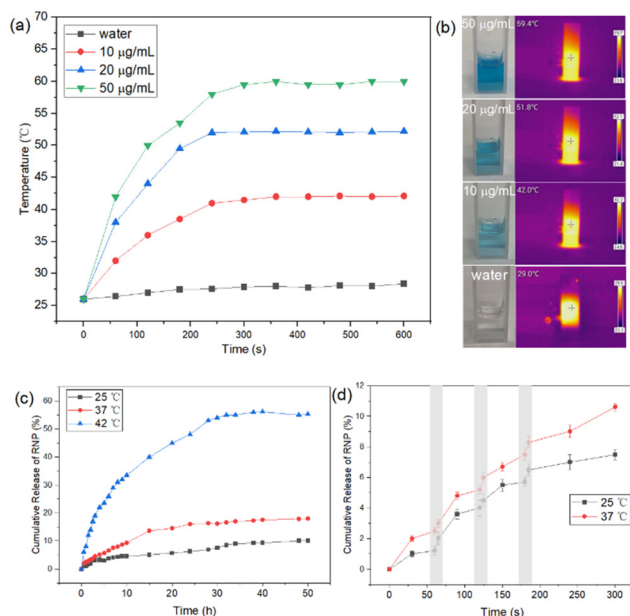 (a)
Temperature (℃)
75
70
65
60
55
50
45
40
35
30
25
water
10 μg/mL
20 μg/mL
50 μg/mL
0 100 200 300 400 500 600
Time (s)
(b)
50 μg/mL 59.4℃
20 μg/mL 51.8℃
10 μg/mL 42.0℃
water 29.0℃
(c)
Cumulative Release of RNP (%)
80
70
60
50
40
30
20
10
0
25 ℃
37 ℃
42 ℃
0 10 20 30 40 50
Time (h)
(d)
Cumulative Release of RNP (%)
12
10
8
6
4
2
0
25 ℃
37 ℃
0 50 100 150 200 250 300
Time (s)